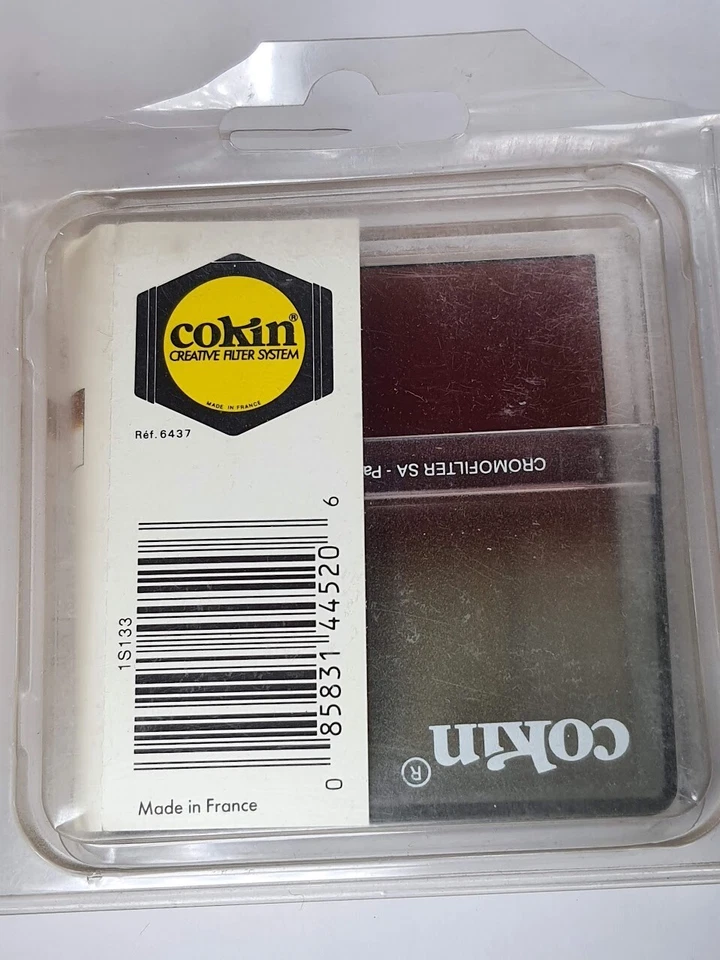 cokin®
CREATIVE FILTER SYSTEM
MADE IN FRANCE
Réf. 6437
CROMOFILTER SA - Pa
1S133
0 85831 44520 6
cokin®
Made in France